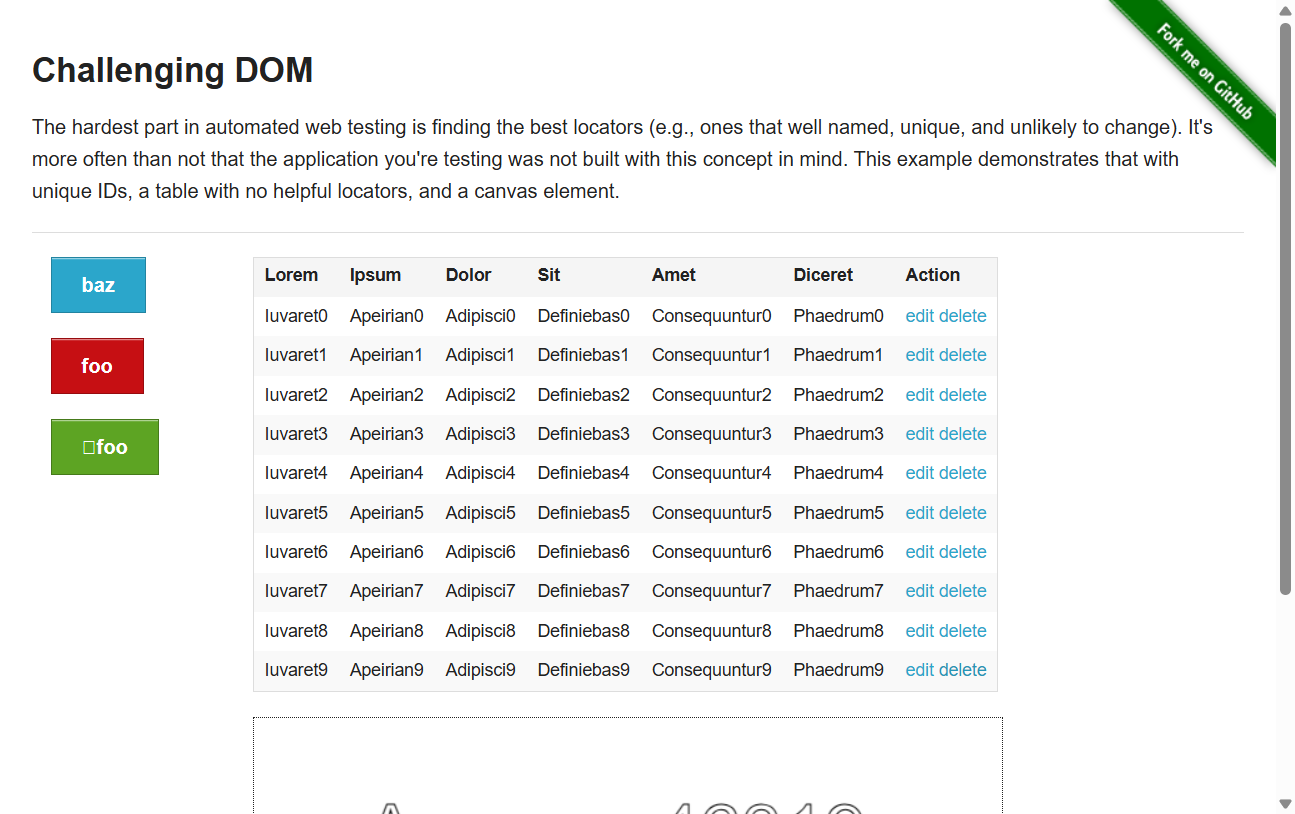 Fork me on GitHub
Challenging DOM
The hardest part in automated web testing is finding the best locators (e.g., ones that well named, unique, and unlikely to change). It's
more often than not that the application you're testing was not built with this concept in mind. This example demonstrates that with
unique IDs, a table with no helpful locators, and a canvas element.
baz
foo
foo
Lorem Ipsum Dolor Sit Amet Diceret Action
Iuvaret0 Apeirian0 Adipisci0 Definiebas0 Consequuntur0 Phaedrum0 edit delete
Iuvaret1 Apeirian1 Adipisci1 Definiebas1 Consequuntur1 Phaedrum1 edit delete
Iuvaret2 Apeirian2 Adipisci2 Definiebas2 Consequuntur2 Phaedrum2 edit delete
Iuvaret3 Apeirian3 Adipisci3 Definiebas3 Consequuntur3 Phaedrum3 edit delete
Iuvaret4 Apeirian4 Adipisci4 Definiebas4 Consequuntur4 Phaedrum4 edit delete
Iuvaret5 Apeirian5 Adipisci5 Definiebas5 Consequuntur5 Phaedrum5 edit delete
Iuvaret6 Apeirian6 Adipisci6 Definiebas6 Consequuntur6 Phaedrum6 edit delete
Iuvaret7 Apeirian7 Adipisci7 Definiebas7 Consequuntur7 Phaedrum7 edit delete
Iuvaret8 Apeirian8 Adipisci8 Definiebas8 Consequuntur8 Phaedrum8 edit delete
Iuvaret9 Apeirian9 Adipisci9 Definiebas9 Consequuntur9 Phaedrum9 edit delete